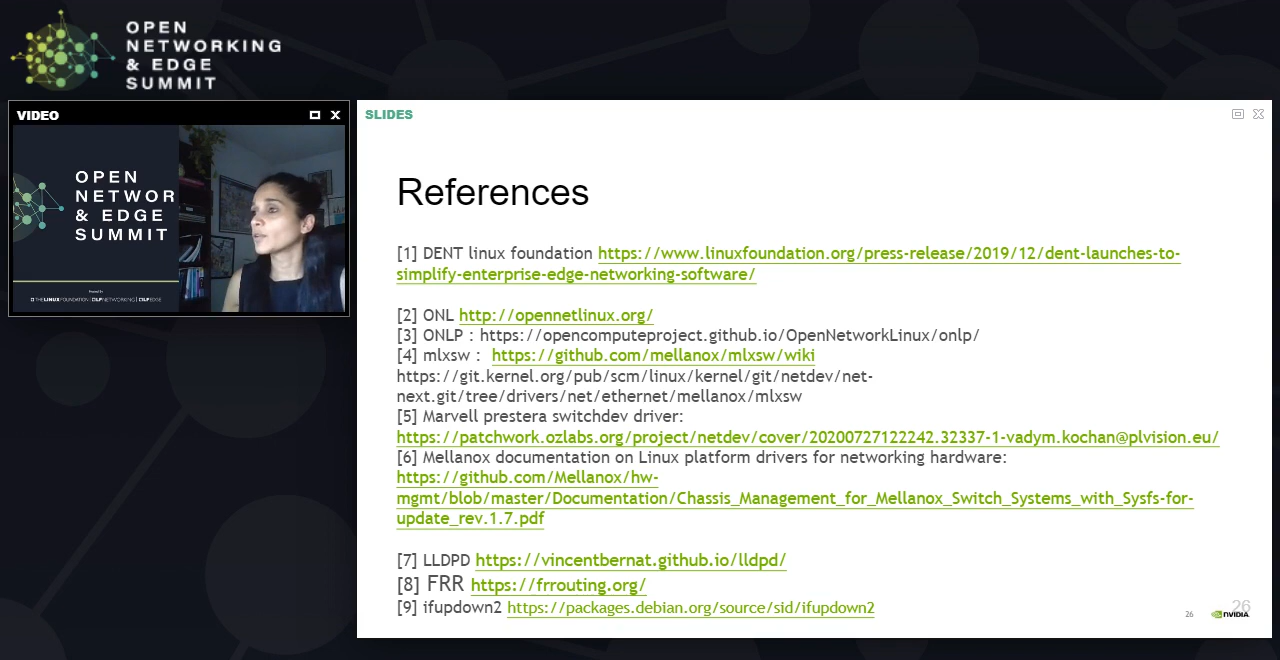 OPEN
NETWORKING
& EDGE
SUMMIT
VIDEO
OPEN
NETWOR
& EDGE
SUMMIT
THE LINUX FOUNDATION | LFNETWORKING | LFEDGE
SLIDES
References
[1] DENT linux foundation https://www.linuxfoundation.org/press-release/2019/12/dent-launches-to-
simplify-enterprise-edge-networking-software/
[2] ONL http://opennetlinux.org/
[3] ONLP : https://opencomputeproject.github.io/OpenNetworkLinux/onlp/
[4] mlxsw : https://github.com/mellanox/mlxsw/wiki
https://git.kernel.org/pub/scm/linux/kernel/git/netdev/net-
next.git/tree/drivers/net/ethernet/mellanox/mlxsw
[5] Marvell prestera switchdev driver:
https://patchwork.ozlabs.org/project/netdev/cover/20200727122242.32337-1-vadym.kochan@plvision.eu/
[6] Mellanox documentation on Linux platform drivers for networking hardware:
https://github.com/Mellanox/hw-
mgmt/blob/master/Documentation/Chassis_Management_for_Mellanox_Switch_Systems_with_Sysfs-for-
update_rev.1.7.pdf
[7] LLDPD https://vincentbernat.github.io/lldpd/
[8] FRR https://frrouting.org/
[9] ifupdown2 https://packages.debian.org/source/sid/ifupdown2
26
26
NVIDIA